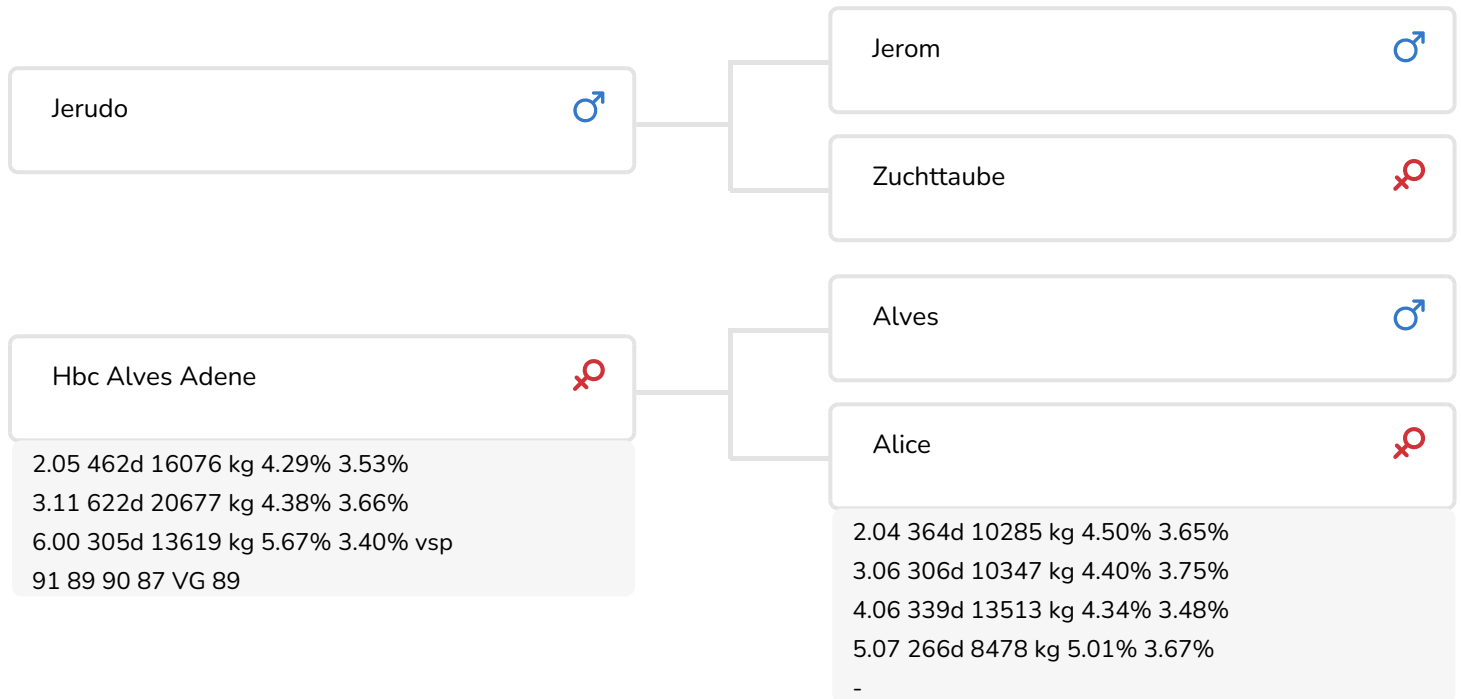 Jerudo
Jerom
Zuchttaube
Hbc Alves Adene
2.05 462d 16076 kg 4.29% 3.53%
3.11 622d 20677 kg 4.38% 3.66%
6.00 305d 13619 kg 5.67% 3.40% vsp
91 89 90 87 VG 89
Alves
Alice
2.04 364d 10285 kg 4.50% 3.65%
3.06 306d 10347 kg 4.40% 3.75%
4.06 339d 13513 kg 4.34% 3.48%
5.07 266d 8478 kg 5.01% 3.67%
-